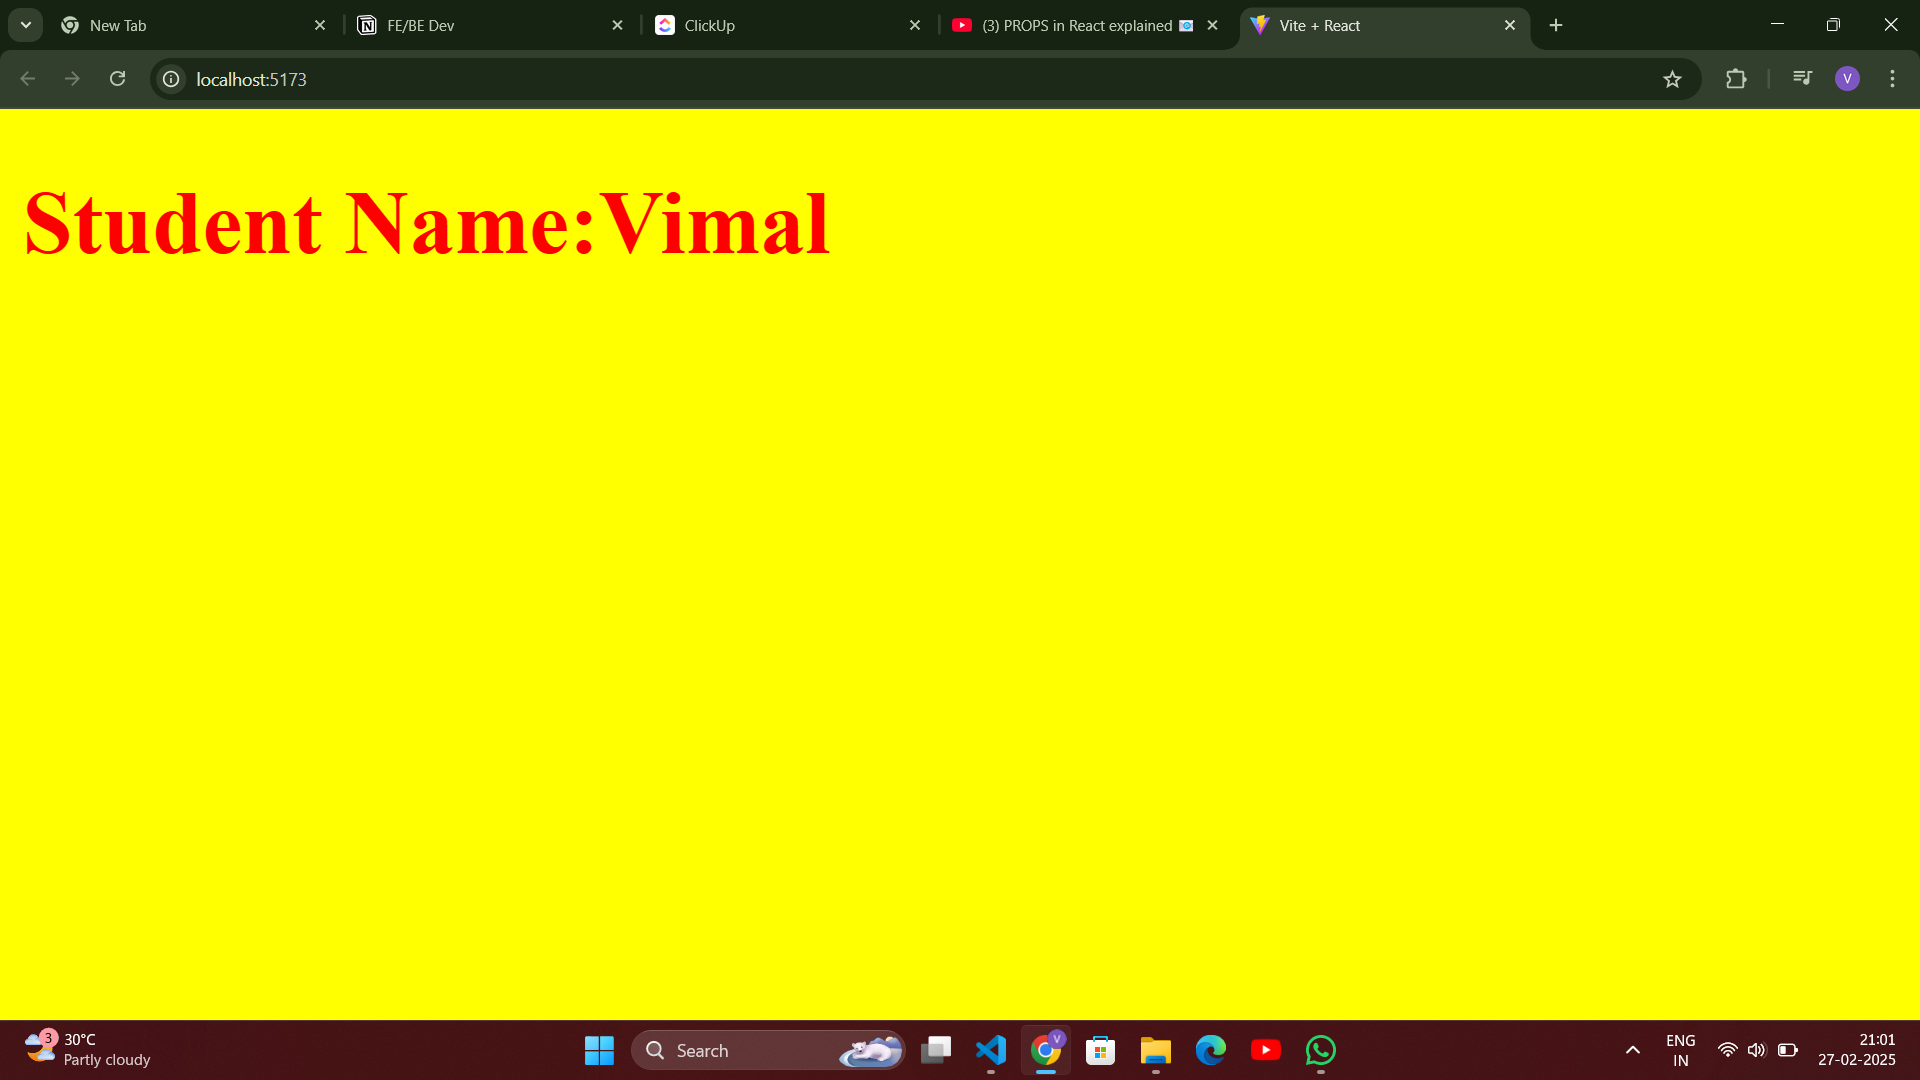 New Tab
FE/BE Dev
ClickUp
(3) PROPS in React explained
Vite + React
localhost:5173
V
Student Name:Vimal
3
30°C
Partly cloudy
Search
V
ENG
IN
21:01
27-02-2025